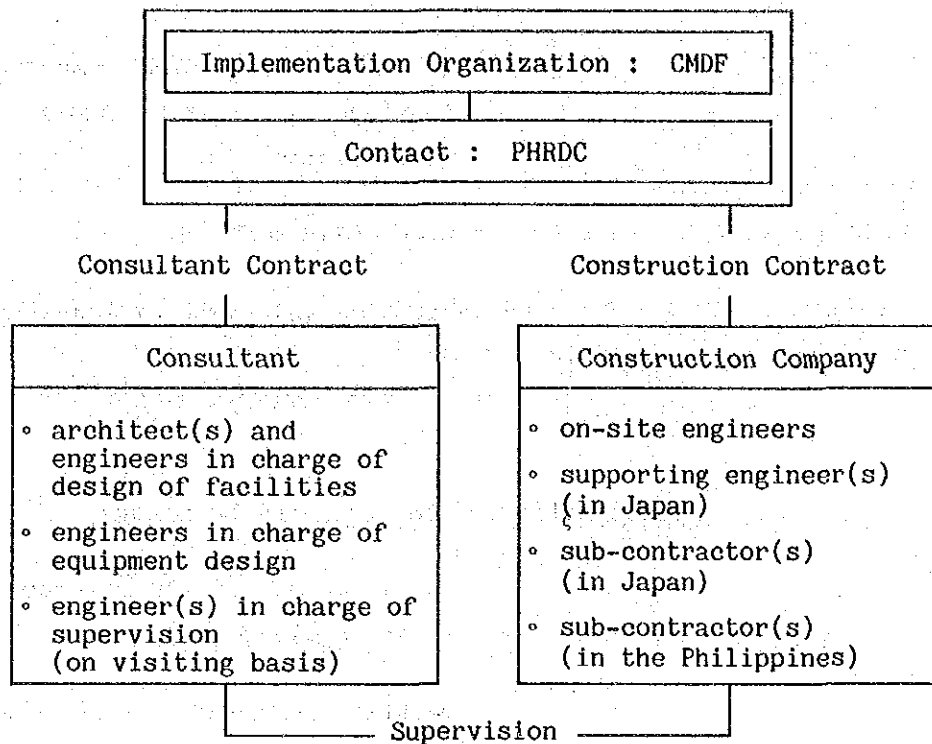 Implementation Organization : CMDF
Contact : PHRDC
Consultant Contract
Construction Contract
Consultant
◦ architect(s) and
engineers in charge of
design of facilities
◦ engineers in charge of
equipment design
◦ engineer(s) in charge of
supervision
(on visiting basis)
Construction Company
◦ on-site engineers
◦ supporting engineer(s)
(in Japan)
◦ sub-contractor(s)
(in Japan)
◦ sub-contractor(s)
(in the Philippines)
Supervision